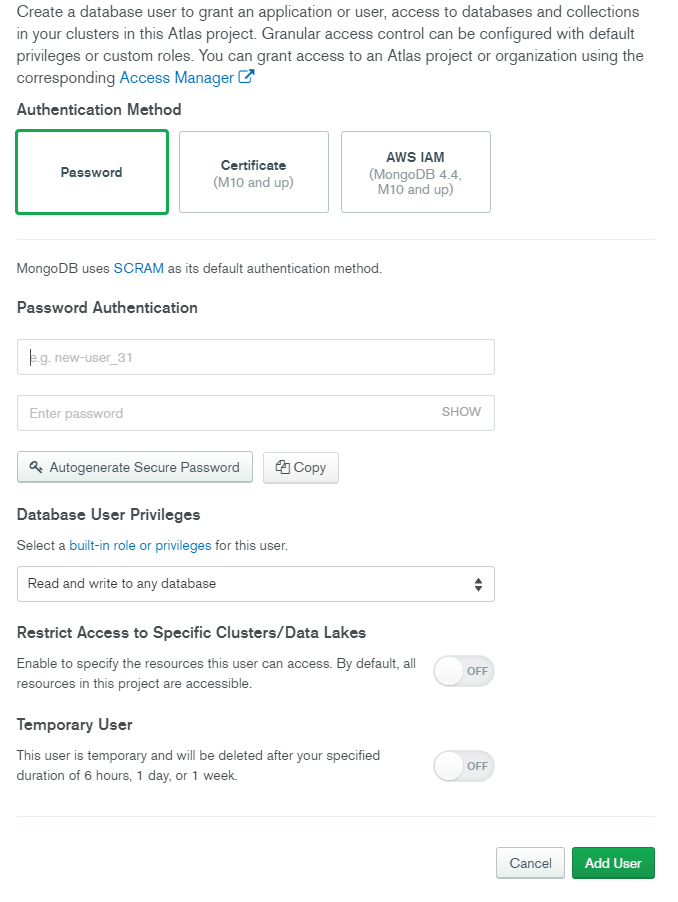 Create a database user to grant an application or user, access to databases and collections
in your clusters in this Atlas project. Granular access control can be configured with default
privileges or custom roles. You can grant access to an Atlas project or organization using the
corresponding Access Manager
Authentication Method
Password
Certificate
(M10 and up)
AWS IAM
(MongoDB 4.4,
M10 and up)
MongoDB uses SCRAM as its default authentication method.
Password Authentication
e.g. new-user_31
Enter password SHOW
Autogenerate Secure Password Copy
Database User Privileges
Select a built-in role or privileges for this user.
Read and write to any database
Restrict Access to Specific Clusters/Data Lakes
Enable to specify the resources this user can access. By default, all
resources in this project are accessible.
OFF
Temporary User
This user is temporary and will be deleted after your specified
duration of 6 hours, 1 day, or 1 week.
OFF
Cancel Add User